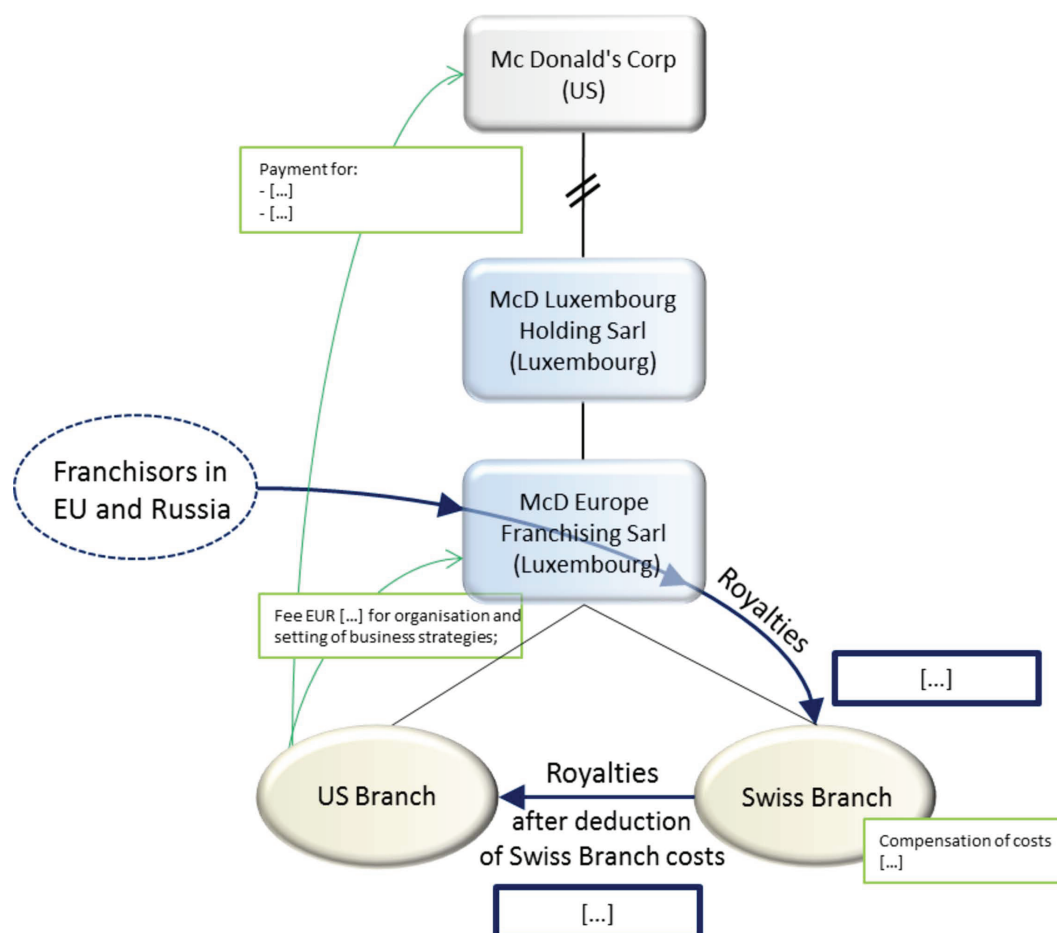 Mc Donald's Corp
(US)
Payment for:
- [...]
- [...]
McD Luxembourg
Holding Sarl
(Luxembourg)
Franchisors in
EU and Russia
McD Europe
Franchising Sarl
(Luxembourg)
Royalties
Fee EUR [...] for organisation and
setting of business strategies;
[...]
US Branch
Royalties
after deduction
of Swiss Branch costs
Swiss Branch
Compensation of costs
[...]
[...]